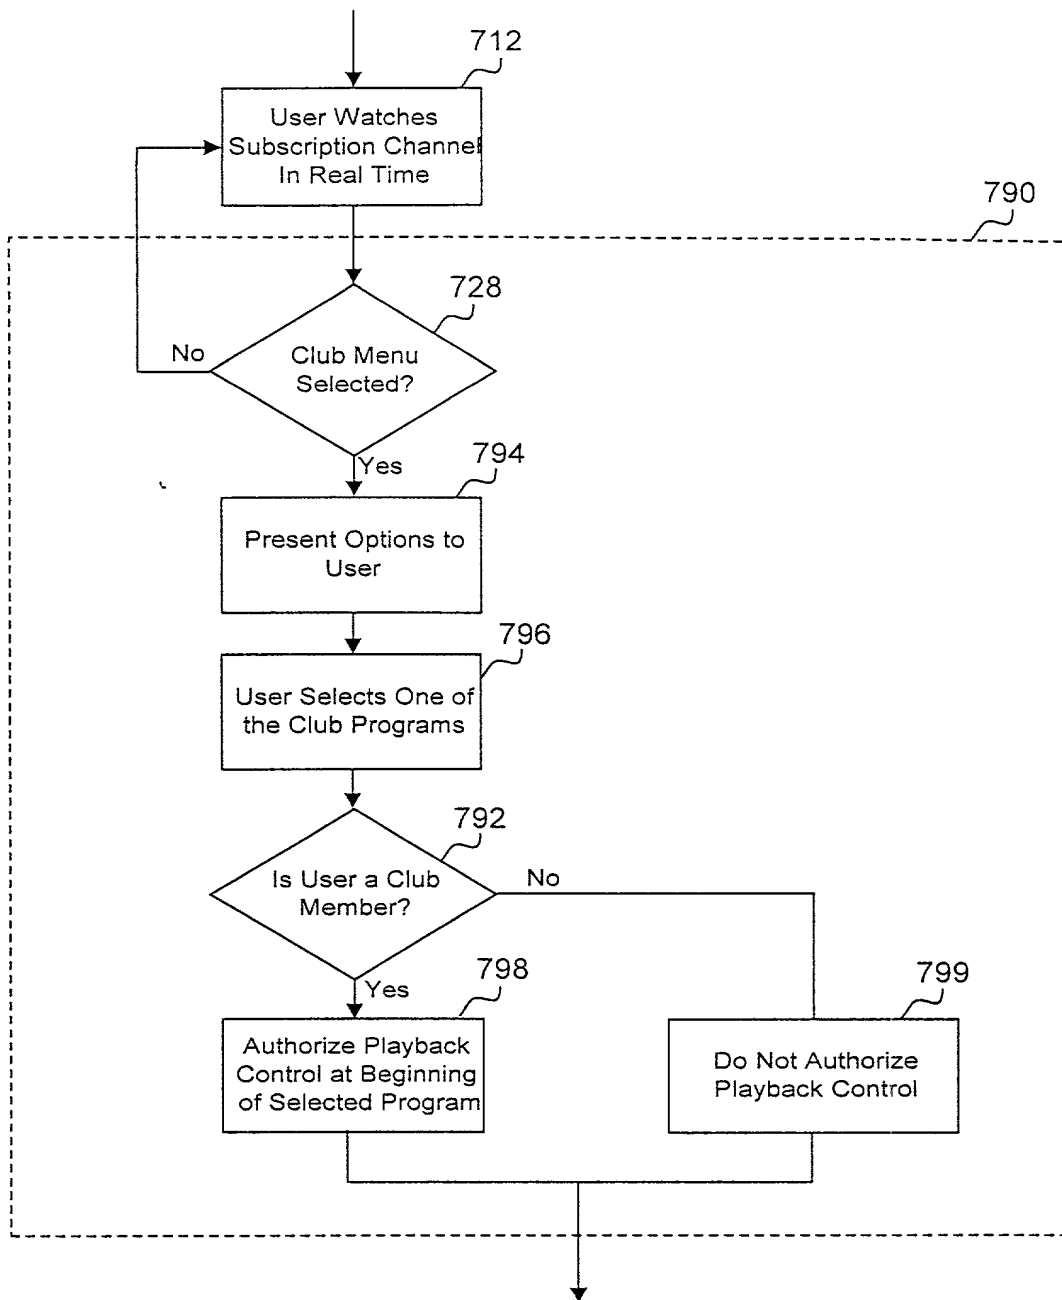 712
User Watches
Subscription Channel
In Real Time
790
728
No
Club Menu
Selected?
Yes
794
Present Options to
User
796
User Selects One of
the Club Programs
792
Is User a Club
Member?
No
Yes
798
Authorize Playback
Control at Beginning
of Selected Program
799
Do Not Authorize
Playback Control